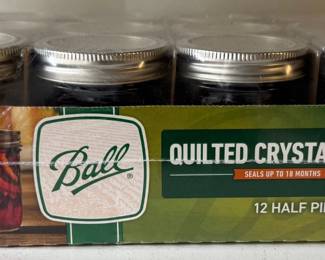 Ball®
QUILTED CRYSTA
SEALS UP TO 18 MONTHS
12 HALF PI